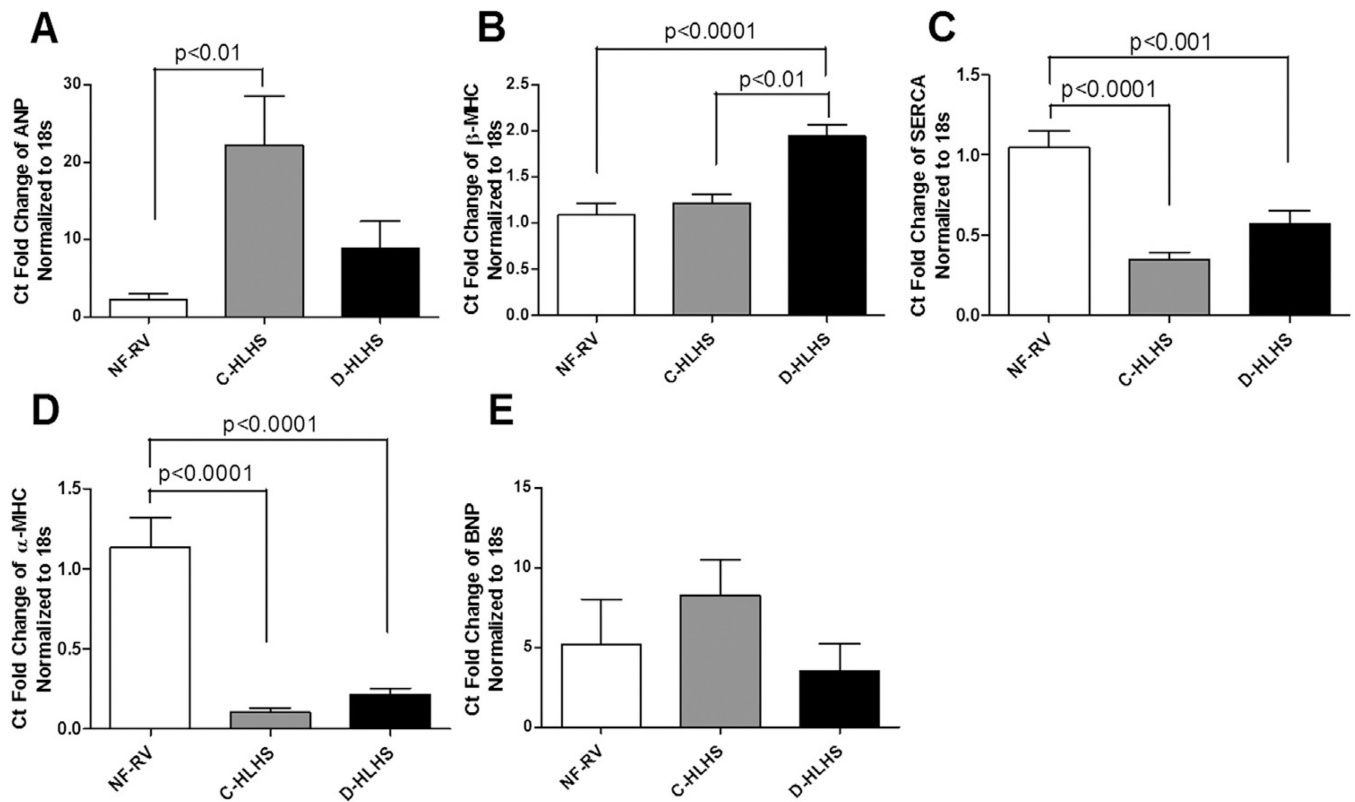 A
p<0.01
Ct Fold Change of ANP
Normalized to 18s
30
20
10
0
NF-RV
C-HLHS
D-HLHS
B
p<0.0001
p<0.01
Ct Fold Change of β-MHC
Normalized to 18s
2.5
2.0
1.5
1.0
0.5
0.0
NF-RV
C-HLHS
D-HLHS
C
p<0.001
p<0.0001
Ct Fold Change of SERCA
Normalized to 18s
1.5
1.0
0.5
0.0
NF-RV
C-HLHS
D-HLHS
D
p<0.0001
p<0.0001
Ct Fold Change of α-MHC
Normalized to 18s
1.5
1.0
0.5
0.0
NF-RV
C-HLHS
D-HLHS
E
Ct Fold Change of BNP
Normalized to 18s
15
10
5
0
NF-RV
C-HLHS
D-HLHS